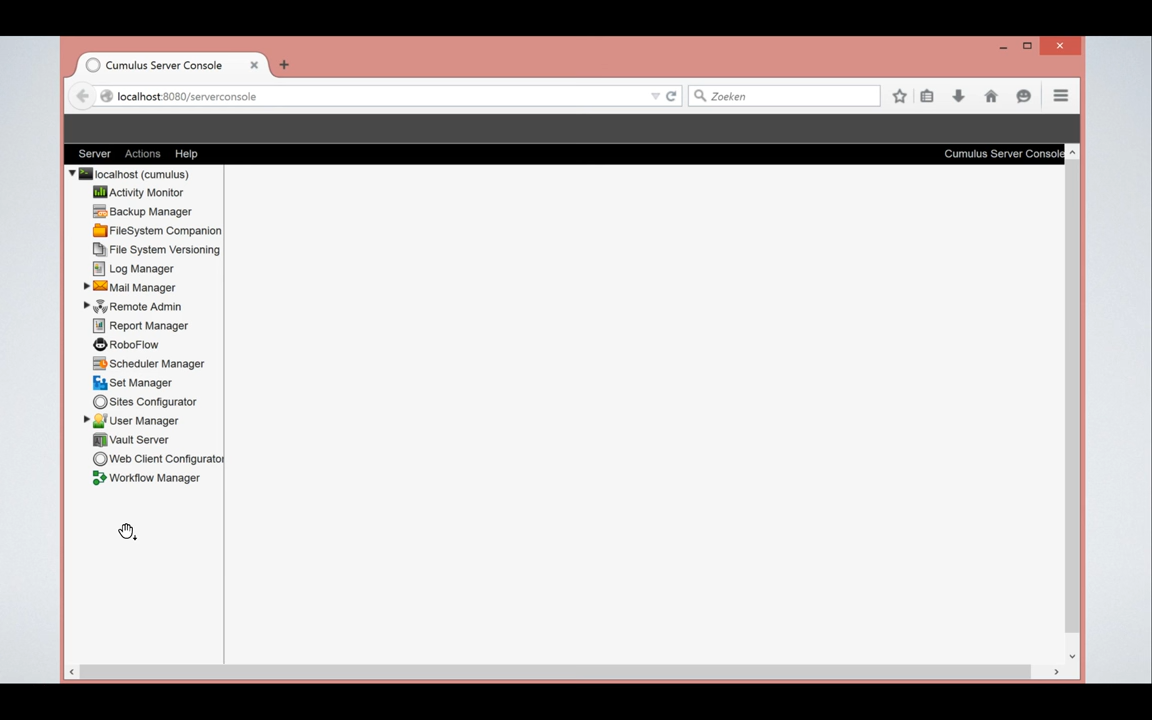 Cumulus Server Console
localhost:8080/serverconsole
Zoeken
Server Actions Help Cumulus Server Console
localhost (cumulus)
Activity Monitor
Backup Manager
FileSystem Companion
File System Versioning
Log Manager
Mail Manager
Remote Admin
Report Manager
RoboFlow
Scheduler Manager
Set Manager
Sites Configurator
User Manager
Vault Server
Web Client Configurator
Workflow Manager